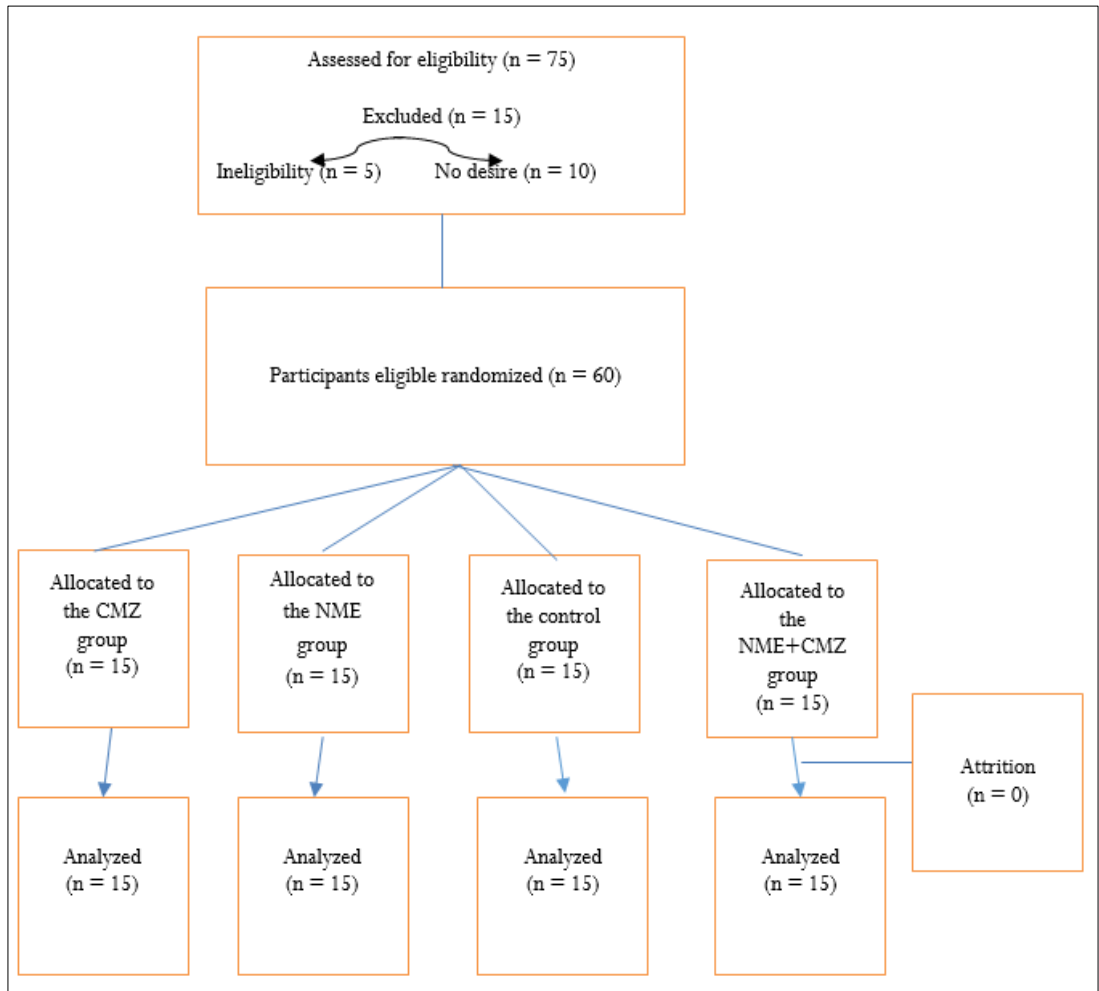 Assessed for eligibility (n = 75)
Excluded (n = 15)
Ineligibility (n = 5) No desire (n = 10)
Participants eligible randomized (n = 60)
Allocated to
the CMZ
group
(n = 15)
Allocated to
the NME
group
(n = 15)
Allocated to
the control
group
(n = 15)
Allocated to
the
NME+CMZ
group
(n = 15)
Attrition
(n = 0)
Analyzed
(n = 15)
Analyzed
(n = 15)
Analyzed
(n = 15)
Analyzed
(n = 15)